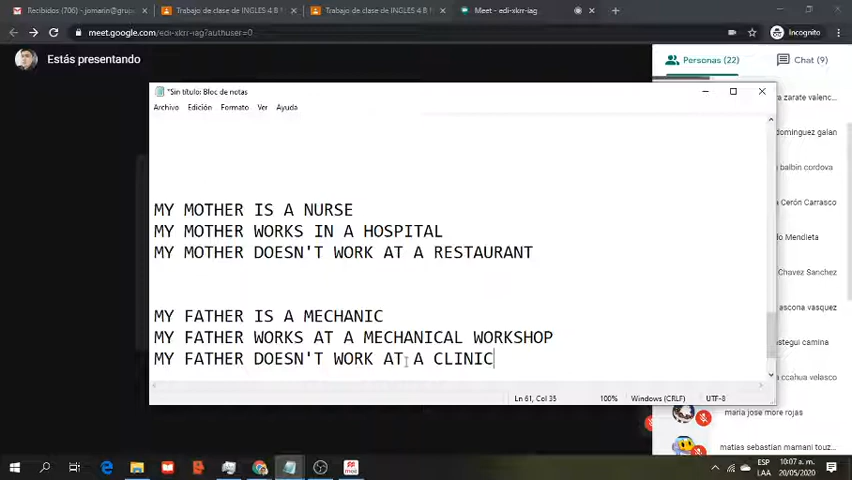 Recibidos (706) - jomarin@grup
Trabajo de clase de INGLES 4 B
Trabajo de clase de INGLES 4 B
Meet - edi-xkrr-iag
meet.google.com/edi-xkrr-iag?authuser=0
Incognito
Estás presentando
Personas (22)
Chat (9)
*Sin título: Bloc de notas
Archivo Edición Formato Ver Ayuda
MY MOTHER IS A NURSE
MY MOTHER WORKS IN A HOSPITAL
MY MOTHER DOESN'T WORK AT A RESTAURANT
MY FATHER IS A MECHANIC
MY FATHER WORKS AT A MECHANICAL WORKSHOP
MY FATHER DOESN'T WORK AT A CLINIC
Ln 61, Col 35
100%
Windows (CRLF)
UTF-8
zarate valenc...
dominguez galan
balbin cordova
Cerón Carrasco
Mendieta
Chavez Sanchez
vasquez
camina
ccahua velasco
maria jose more rojas
matias sebastian mamani touz...
ESP
LAA
10:07 a. m.
20/05/2020